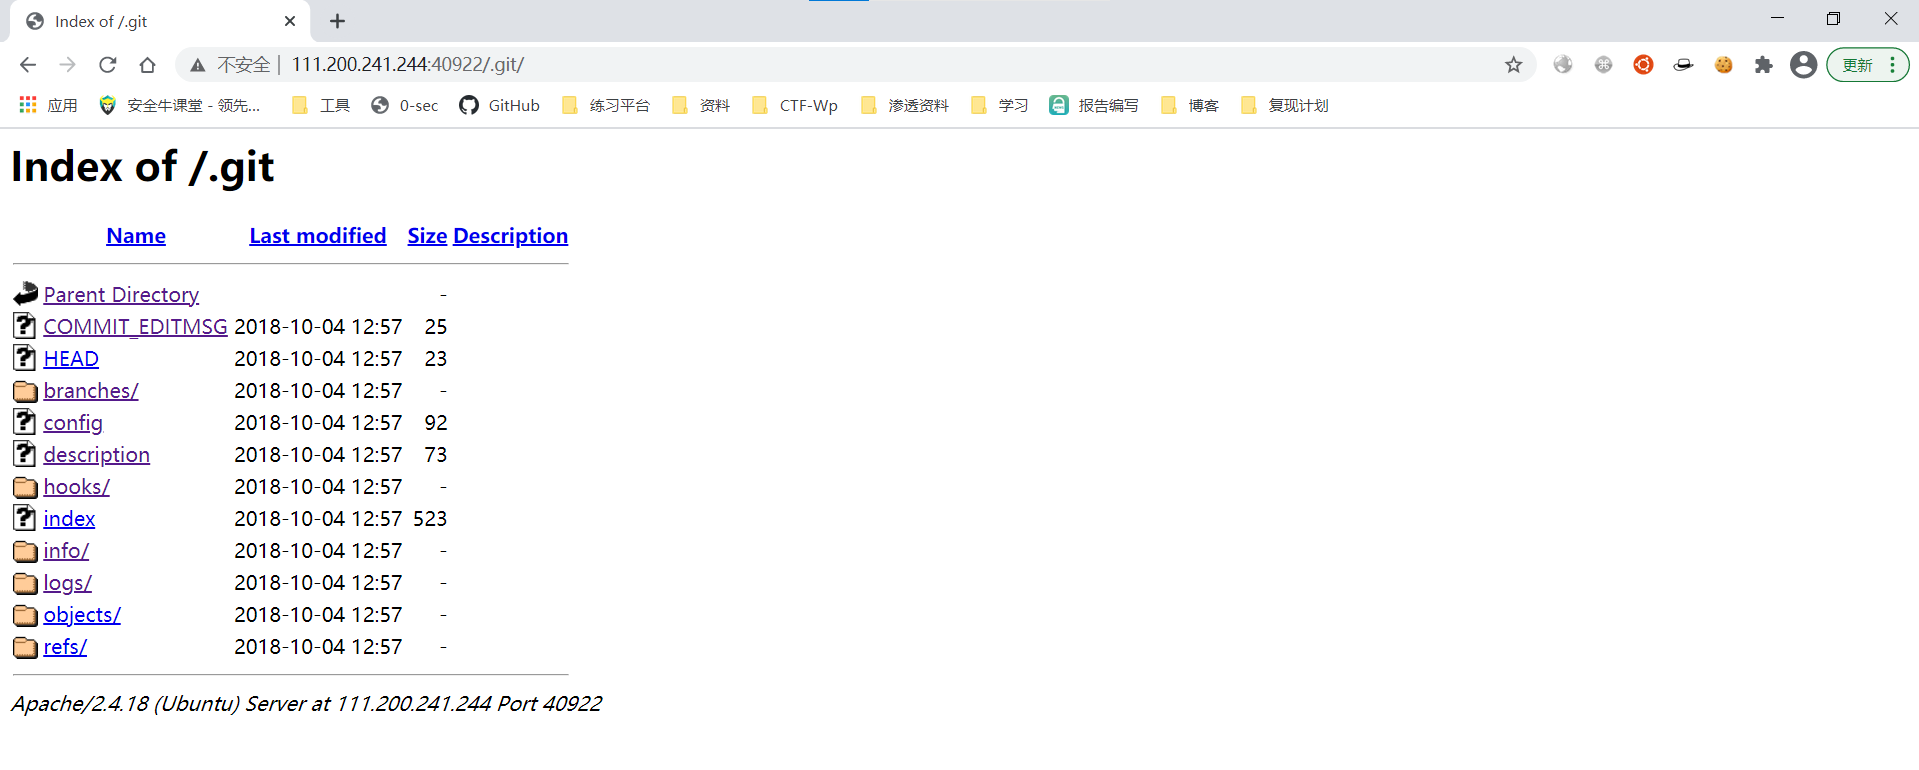 Index of /.git
不安全 | 111.200.241.244:40922/.git/
更新
应用 安全牛课堂 - 领先... 工具 0-sec GitHub 练习平台 资料 CTF-Wp 渗透资料 学习 报告编写 博客 复现计划
Index of /.git
Name Last modified Size Description
Parent Directory -
COMMIT_EDITMSG 2018-10-04 12:57 25
HEAD 2018-10-04 12:57 23
branches/ 2018-10-04 12:57 -
config 2018-10-04 12:57 92
description 2018-10-04 12:57 73
hooks/ 2018-10-04 12:57 -
index 2018-10-04 12:57 523
info/ 2018-10-04 12:57 -
logs/ 2018-10-04 12:57 -
objects/ 2018-10-04 12:57 -
refs/ 2018-10-04 12:57 -
Apache/2.4.18 (Ubuntu) Server at 111.200.241.244 Port 40922